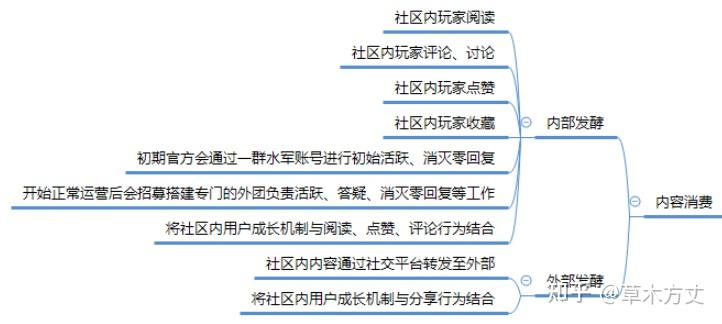 社区内玩家阅读
社区内玩家评论、讨论
社区内玩家点赞
社区内玩家收藏
初期官方会通过一群水军账号进行初始活跃、消灭零回复
开始正常运营后会招募搭建专门的外团负责活跃、答疑、消灭零回复等工作
将社区内用户成长机制与阅读、点赞、评论行为结合
内部发酵
社区内内容通过社交平台转发至外部
将社区内用户成长机制与分享行为结合
外部发酵
内容消费
知乎 @草木方丈